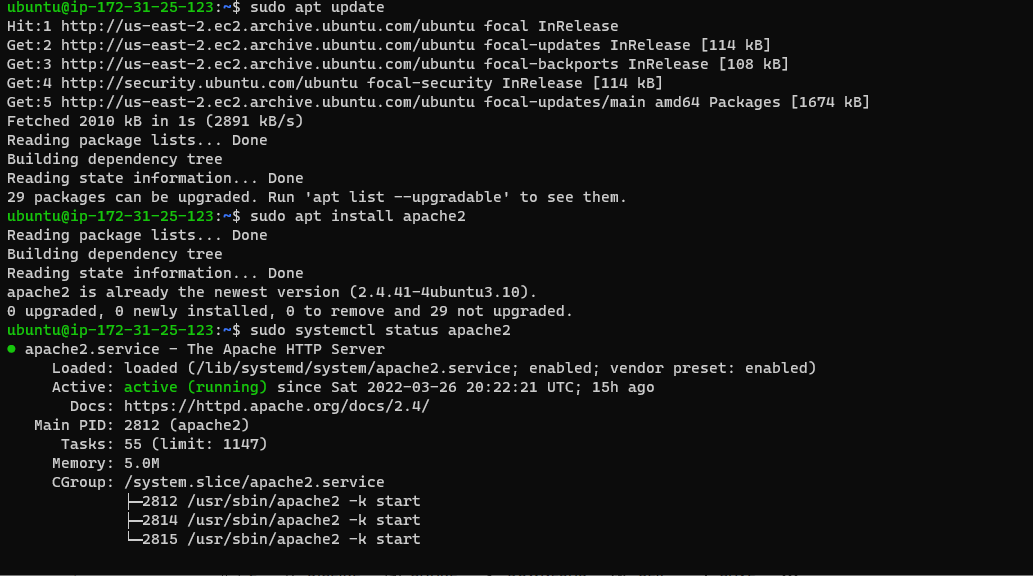 ubuntu@ip-172-31-25-123:~$ sudo apt update
Hit:1 http://us-east-2.ec2.archive.ubuntu.com/ubuntu focal InRelease
Get:2 http://us-east-2.ec2.archive.ubuntu.com/ubuntu focal-updates InRelease [114 kB]
Get:3 http://us-east-2.ec2.archive.ubuntu.com/ubuntu focal-backports InRelease [108 kB]
Get:4 http://security.ubuntu.com/ubuntu focal-security InRelease [114 kB]
Get:5 http://us-east-2.ec2.archive.ubuntu.com/ubuntu focal-updates/main amd64 Packages [1674 kB]
Fetched 2010 kB in 1s (2891 kB/s)
Reading package lists... Done
Building dependency tree
Reading state information... Done
29 packages can be upgraded. Run 'apt list --upgradable' to see them.
ubuntu@ip-172-31-25-123:~$ sudo apt install apache2
Reading package lists... Done
Building dependency tree
Reading state information... Done
apache2 is already the newest version (2.4.41-4ubuntu3.10).
0 upgraded, 0 newly installed, 0 to remove and 29 not upgraded.
ubuntu@ip-172-31-25-123:~$ sudo systemctl status apache2
● apache2.service - The Apache HTTP Server
     Loaded: loaded (/lib/systemd/system/apache2.service; enabled; vendor preset: enabled)
     Active: active (running) since Sat 2022-03-26 20:22:21 UTC; 15h ago
       Docs: https://httpd.apache.org/docs/2.4/
   Main PID: 2812 (apache2)
      Tasks: 55 (limit: 1147)
     Memory: 5.0M
     CGroup: /system.slice/apache2.service
             ├─2812 /usr/sbin/apache2 -k start
             ├─2814 /usr/sbin/apache2 -k start
             └─2815 /usr/sbin/apache2 -k start